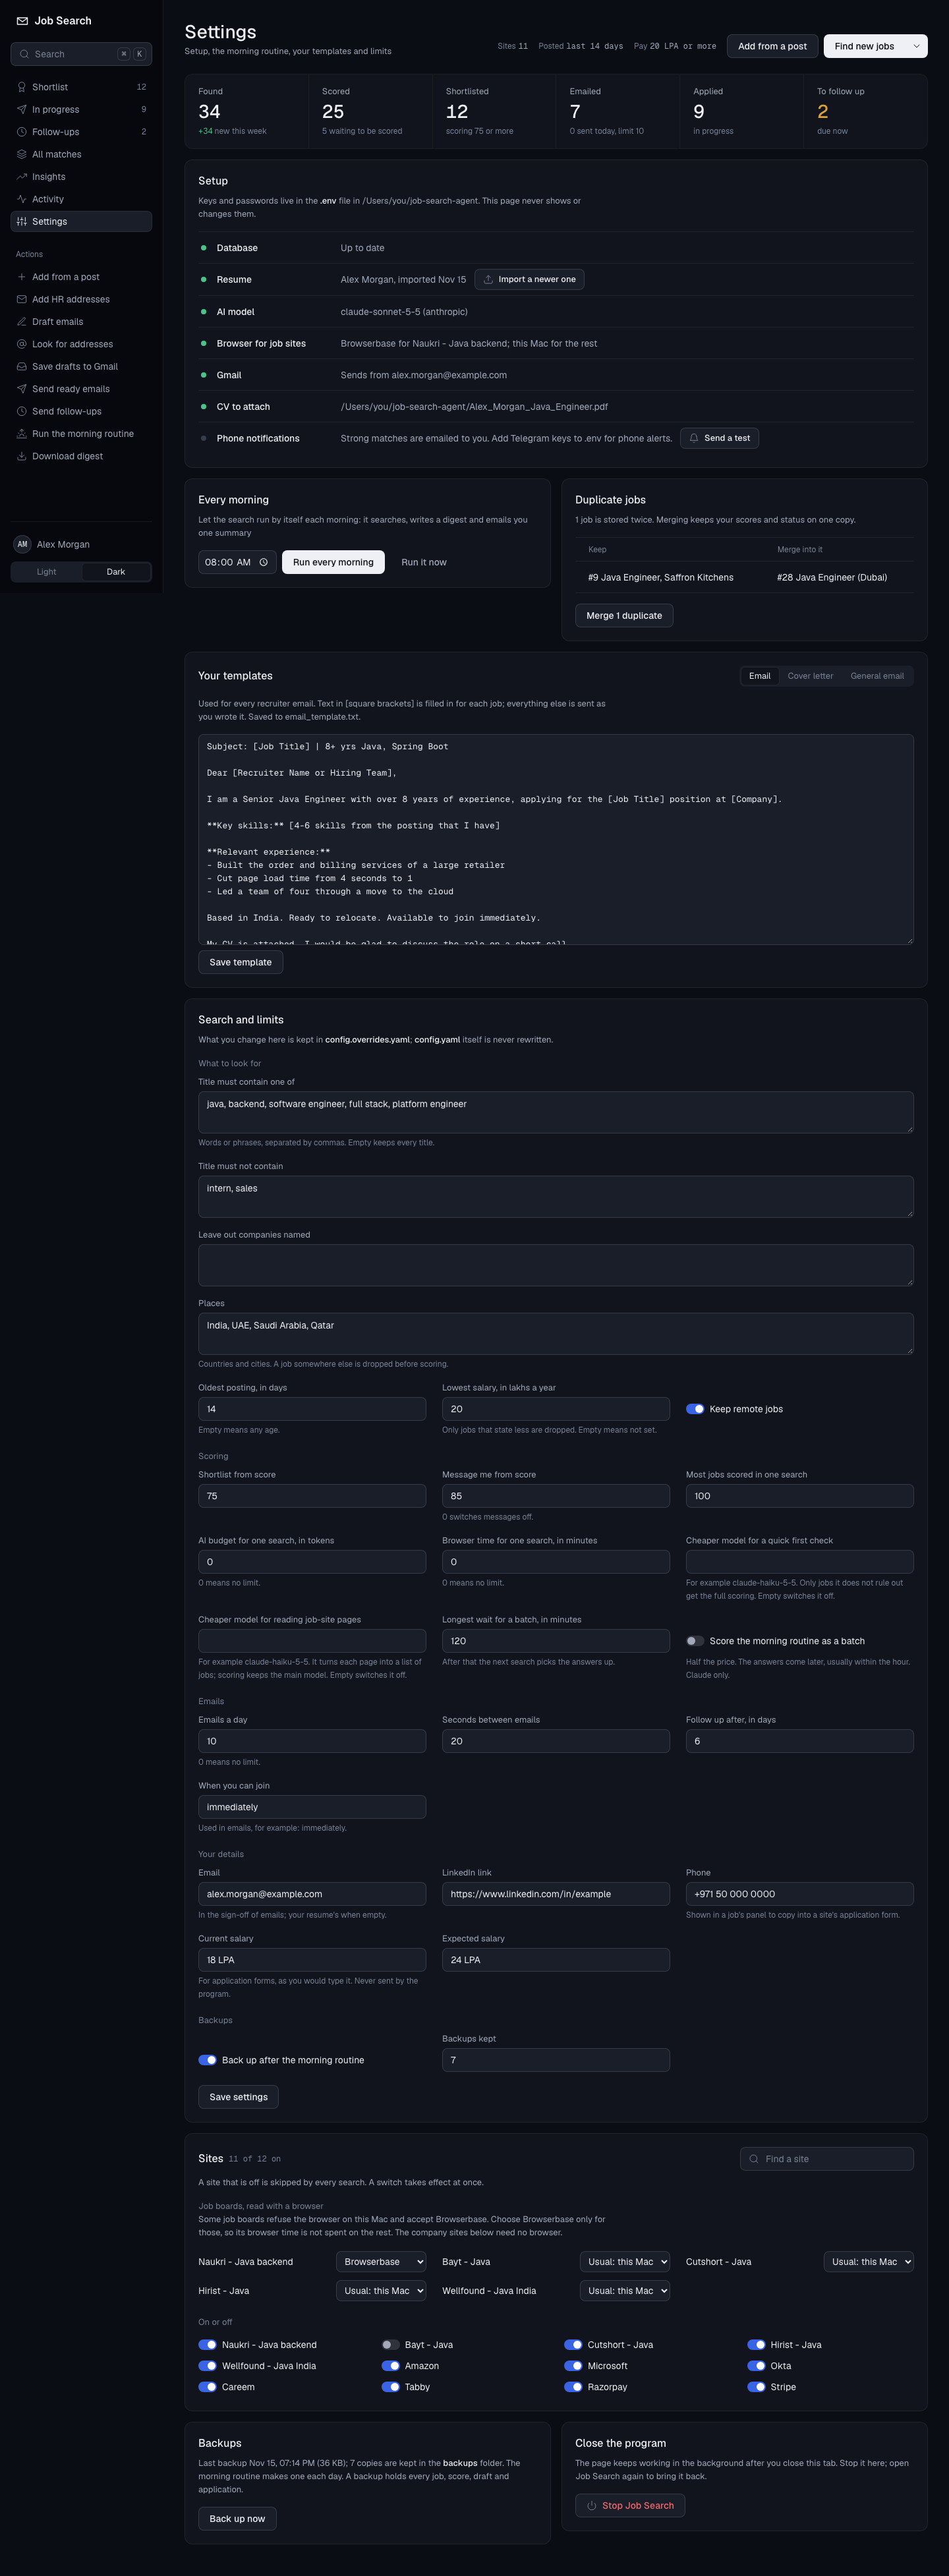 Job Search
Search ⌘ K
Shortlist 12
In progress 9
Follow-ups 2
All matches
Insights
Activity
Settings
Actions
Add from a post
Add HR addresses
Draft emails
Look for addresses
Save drafts to Gmail
Send ready emails
Send follow-ups
Run the morning routine
Download digest
AM Alex Morgan
Light Dark
Settings
Setup, the morning routine, your templates and limits
Sites 11 Posted last 14 days Pay 20 LPA or more
Add from a post
Find new jobs
Found
34
+34 new this week
Scored
25
5 waiting to be scored
Shortlisted
12
scoring 75 or more
Emailed
7
0 sent today, limit 10
Applied
9
in progress
To follow up
2
due now
Setup
Keys and passwords live in the .env file in /Users/you/job-search-agent. This page never shows or
changes them.
Database Up to date
Resume Alex Morgan, imported Nov 15 Import a newer one
AI model claude-sonnet-5-5 (anthropic)
Browser for job sites Browserbase for Naukri - Java backend; this Mac for the rest
Gmail Sends from alex.morgan@example.com
CV to attach /Users/you/job-search-agent/Alex_Morgan_Java_Engineer.pdf
Phone notifications Strong matches are emailed to you. Add Telegram keys to .env for phone alerts. Send a test
Every morning
Let the search run by itself each morning: it searches, writes a digest and emails you
one summary
08:00 AM Run every morning Run it now
Duplicate jobs
1 job is stored twice. Merging keeps your scores and status on one copy.
Keep Merge into it
#9 Java Engineer, Saffron Kitchens #28 Java Engineer (Dubai)
Merge 1 duplicate
Your templates
Email Cover letter General email
Used for every recruiter email. Text in [square brackets] is filled in for each job; everything else is sent as
you wrote it. Saved to email_template.txt.
Subject: [Job Title] | 8+ yrs Java, Spring Boot
Dear [Recruiter Name or Hiring Team],
I am a Senior Java Engineer with over 8 years of experience, applying for the [Job Title] position at [Company].
**Key skills:** [4-6 skills from the posting that I have]
**Relevant experience:**
- Built the order and billing services of a large retailer
- Cut page load time from 4 seconds to 1
- Led a team of four through a move to the cloud
Based in India. Ready to relocate. Available to join immediately.
My CV is attached. I would be glad to discuss the role on a short call.
Save template
Search and limits
What you change here is kept in config.overrides.yaml; config.yaml itself is never rewritten.
What to look for
Title must contain one of
java, backend, software engineer, full stack, platform engineer
Words or phrases, separated by commas. Empty keeps every title.
Title must not contain
intern, sales
Leave out companies named
Places
India, UAE, Saudi Arabia, Qatar
Countries and cities. A job somewhere else is dropped before scoring.
Oldest posting, in days
14
Empty means any age.
Lowest salary, in lakhs a year
20
Only jobs that state less are dropped. Empty means not set.
Keep remote jobs
Scoring
Shortlist from score
75
Message me from score
85
0 switches messages off.
Most jobs scored in one search
100
AI budget for one search, in tokens
0
0 means no limit.
Browser time for one search, in minutes
0
0 means no limit.
Cheaper model for a quick first check
For example claude-haiku-5-5. Only jobs it does not rule out
get the full scoring. Empty switches it off.
Cheaper model for reading job-site pages
For example claude-haiku-5-5. It turns each page into a list of
jobs; scoring keeps the main model. Empty switches it off.
Longest wait for a batch, in minutes
120
After that the next search picks the answers up.
Score the morning routine as a batch
Half the price. The answers come later, usually within the hour.
Claude only.
Emails
Emails a day
10
0 means no limit.
Seconds between emails
20
Follow up after, in days
6
When you can join
immediately
Used in emails, for example: immediately.
Your details
Email
alex.morgan@example.com
In the sign-off of emails; your resume's when empty.
LinkedIn link
https://www.linkedin.com/in/example
Phone
+971 50 000 0000
Shown in a job's panel to copy into a site's application form.
Current salary
18 LPA
For application forms, as you would type it. Never sent by the
program.
Expected salary
24 LPA
Backups
Back up after the morning routine
Backups kept
7
Save settings
Sites 11 of 12 on
Find a site
A site that is off is skipped by every search. A switch takes effect at once.
Job boards, read with a browser
Some job boards refuse the browser on this Mac and accept Browserbase. Choose Browserbase only for
those, so its browser time is not spent on the rest. The company sites below need no browser.
Naukri - Java backend Browserbase Bayt - Java Usual: this Mac Cutshort - Java Usual: this Mac
Hirist - Java Usual: this Mac Wellfound - Java India Usual: this Mac
On or off
Naukri - Java backend Bayt - Java Cutshort - Java Hirist - Java
Wellfound - Java India Amazon Microsoft Okta
Careem Tabby Razorpay Stripe
Backups
Last backup Nov 15, 07:14 PM (36 KB); 7 copies are kept in the backups folder. The
morning routine makes one each day. A backup holds every job, score, draft and
application.
Back up now
Close the program
The page keeps working in the background after you close this tab. Stop it here; open
Job Search again to bring it back.
Stop Job Search